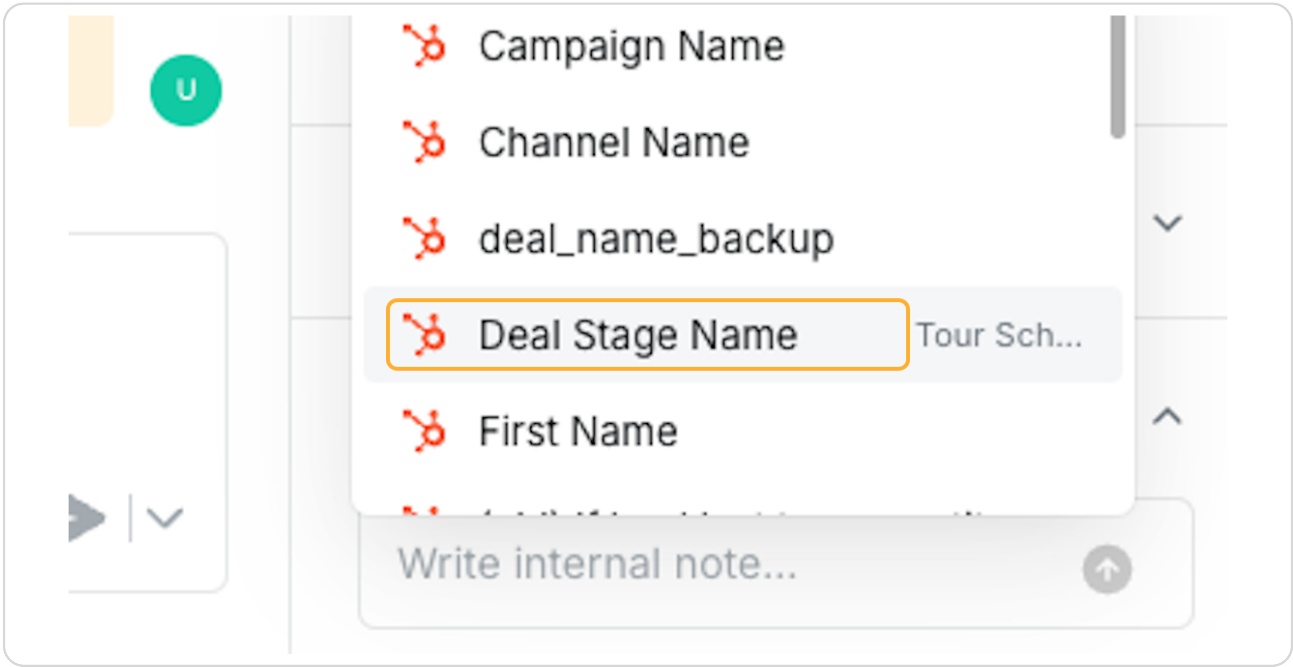 Campaign Name
U
Channel Name
deal_name_backup
Deal Stage Name Tour Sch...
First Name
Write internal note...